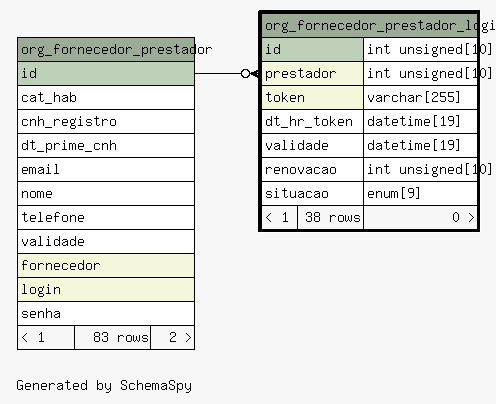 org_fornecedor_prestador
id
cat_hab
cnh_registro
dt_prime_cnh
email
nome
telefone
validade
fornecedor
login
senha
< 1 83 rows 2 >
org_fornecedor_prestador_logi
id int unsigned[10]
prestador int unsigned[10]
token varchar[255]
dt_hr_token datetime[19]
validade datetime[19]
renovacao int unsigned[10]
situacao enum[9]
< 1 38 rows 0 >
Generated by SchemaSpy